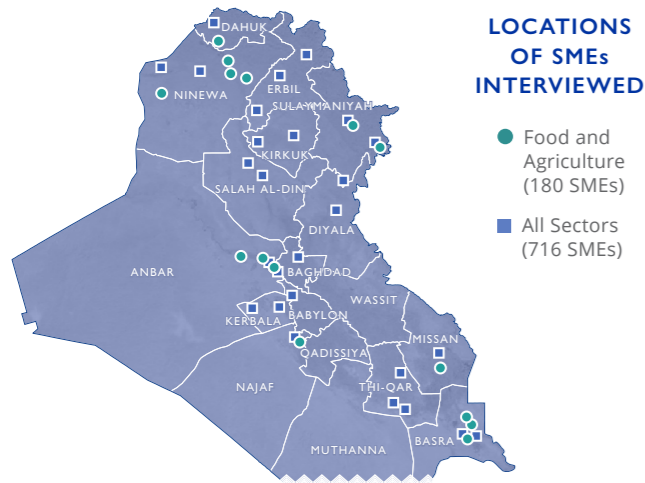 LOCATIONS
OF SMEs
INTERVIEWED
Food and
Agriculture
(180 SMEs)
All Sectors
(716 SMEs)
DAHUK
NINEWA
ERBIL
SULAYMANIYAH
KIRKUK
SALAH AL-DIN
DIYALA
ANBAR
BAGHDAD
WASSIT
KERBALA
BABYLON
QADISSIYA
MISSAN
NAJAF
THI-QAR
BASRA
MUTHANNA